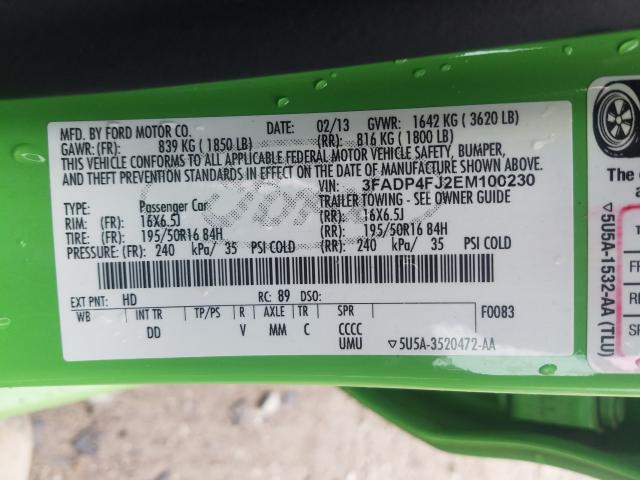 MFD. BY FORD MOTOR CO. DATE: 02/13 GVWR: 1642 KG ( 3620 LB)
GAWR: (FR): 839 KG ( 1850 LB) (RR): 816 KG ( 1800 LB)
THIS VEHICLE CONFORMS TO ALL APPLICABLE FEDERAL MOTOR VEHICLE SAFETY, BUMPER,
AND THEFT PREVENTION STANDARDS IN EFFECT ON THE DATE OF MANUFACTURE SHOWN ABOVE.
VIN: 3FADP4FJ2EM100230
TYPE: Passenger Car TRAILER TOWING - SEE OWNER GUIDE
RIM: (FR): 16X6.5J (RR): 16X6.5J
TIRE: (FR): 195/50R16 84H (RR): 195/50R16 84H
PRESSURE: (FR): 240 kPa/ 35 PSI COLD (RR): 240 kPa/ 35 PSI COLD
EXT PNT: HD RC: 89 DSO:
WB INT TR TP/PS R AXLE TR SPR F0083
DD V MM C CCCC
UMU ▽5U5A-3520472-AA
▽5U5A-1532-AA (TLU)
The c